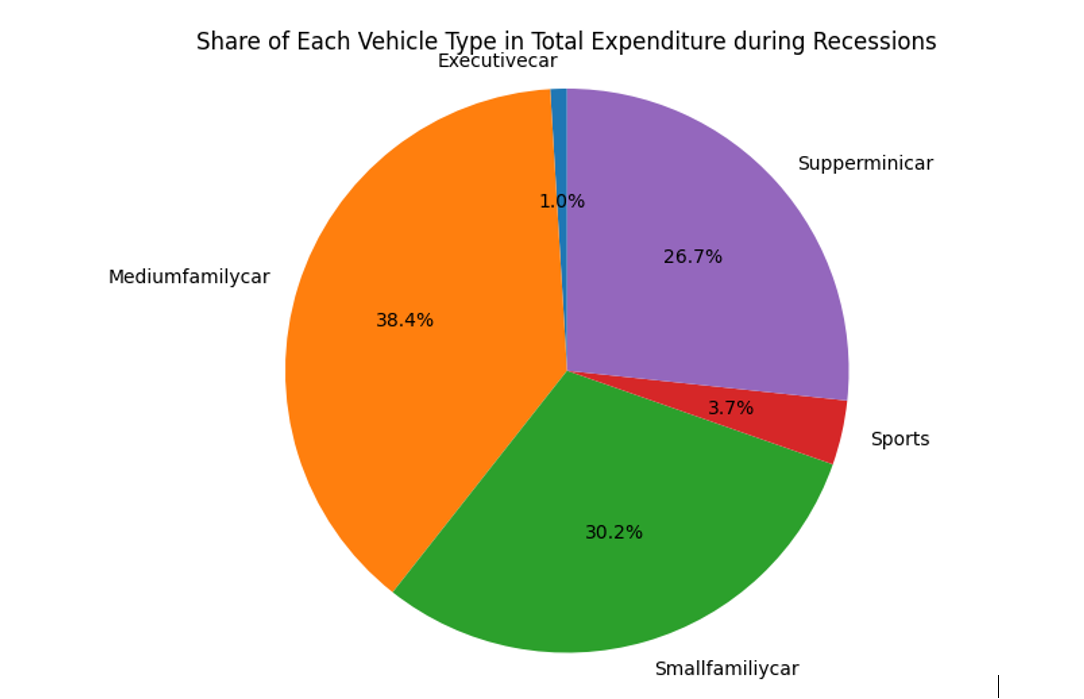 Share of Each Vehicle Type in Total Expenditure during Recessions
Executivecar
Supperminicar
1.0%
26.7%
Mediumfamilycar
38.4%
3.7%
Sports
30.2%
Smallfamiliycar